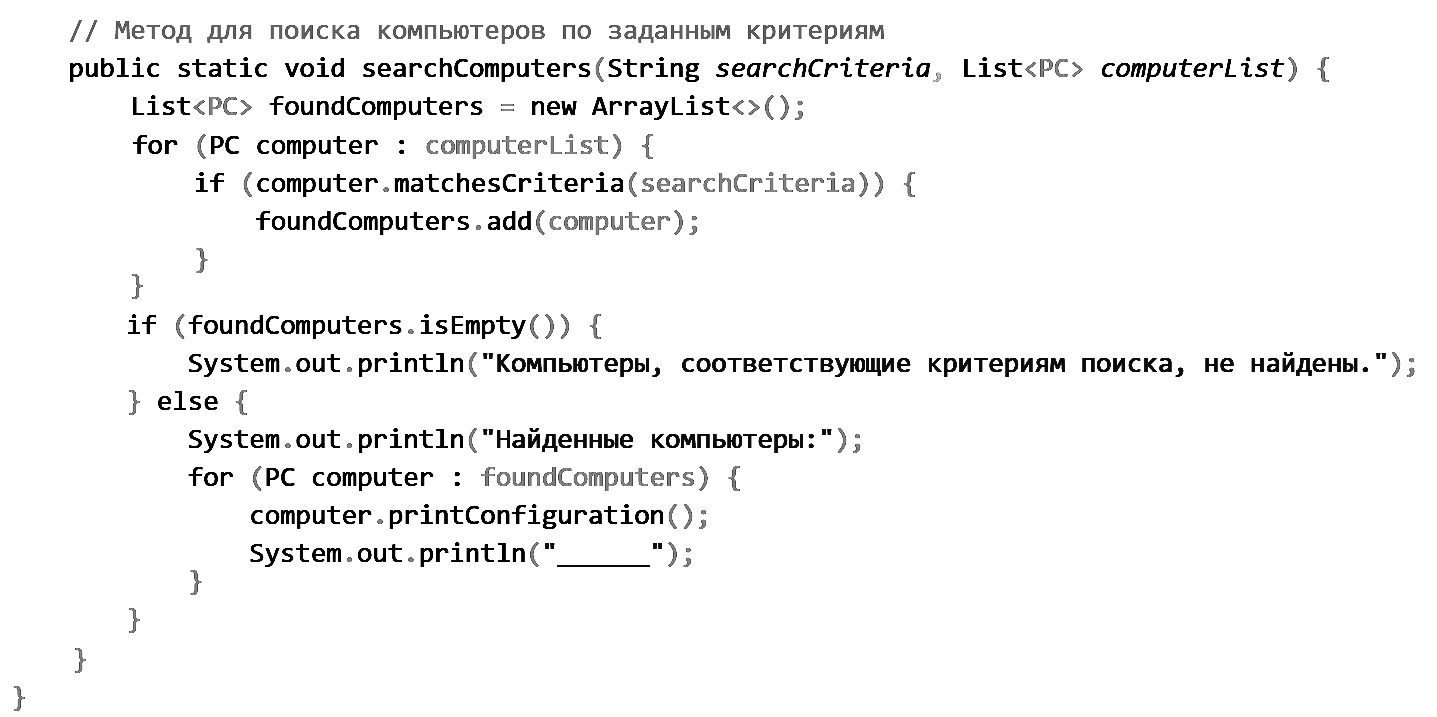 // Метод для поиска компьютеров по заданным критериям
public static void searchComputers(String searchCriteria, List<PC> computerList) {
List<PC> foundComputers = new ArrayList<>();
for (PC computer : computerList) {
if (computer.matchesCriteria(searchCriteria)) {
foundComputers.add(computer);
}
}
if (foundComputers.isEmpty()) {
System.out.println("Компьютеры, соответствующие критериям поиска, не найдены.");
} else {
System.out.println("Найденные компьютеры:");
for (PC computer : foundComputers) {
computer.printConfiguration();
System.out.println("______");
}
}
}
}